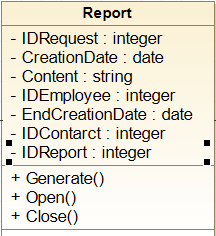 Report
- IDRequest : integer
- CreationDate : date
- Content : string
- IDEmployee : integer
- EndCreationDate : date
- IDContarct : integer
- IDReport : integer
+ Generate()
+ Open()
+ Close()